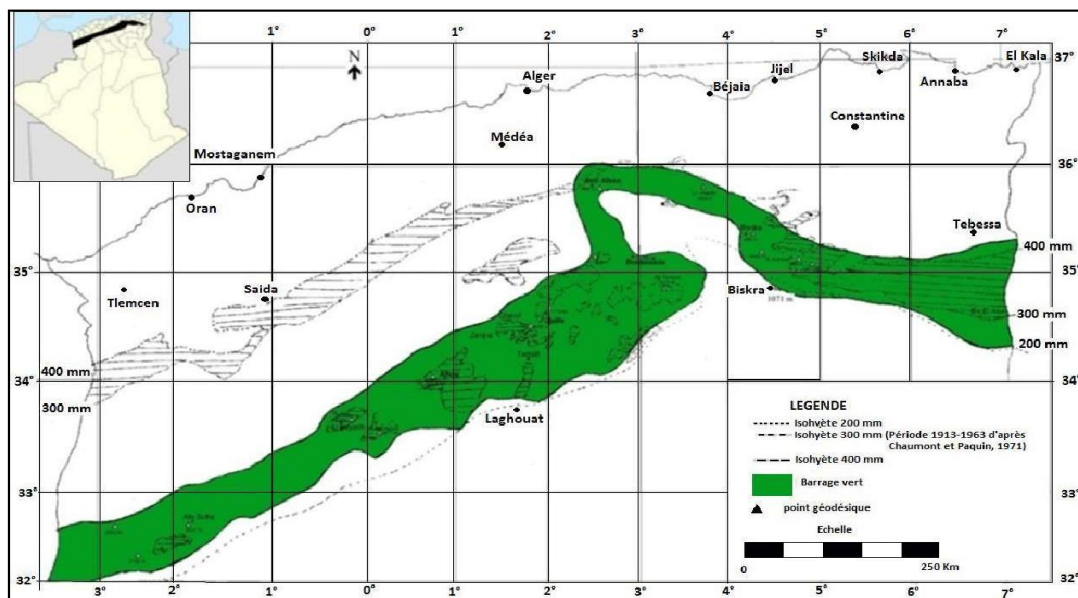 1° 0° 1° 2° 3° 4° 5° 6° 7°
N
37°
Alger
Béjaia
Jijel
Skikda
Annaba
El Kala
Médéa
Constantine
Mostaganem
Oran
36°
36°
Tebessa
400 mm
35°
35°
Tlemcen
Saida
Biskra
300 mm
200 mm
400 mm
300 mm
34°
34°
Laghouat
LEGENDE
Isohyète 200 mm
Isohyète 300 mm (Période 1913-1963 d'après
Chaumont et Paquin, 1971)
Isohyète 400 mm
Barrage vert
point géodésique
33°
33°
Echelle
0 250 Km
32°
32°
3° 2° 1° 0° 1° 2° 3° 4° 5° 6° 7°